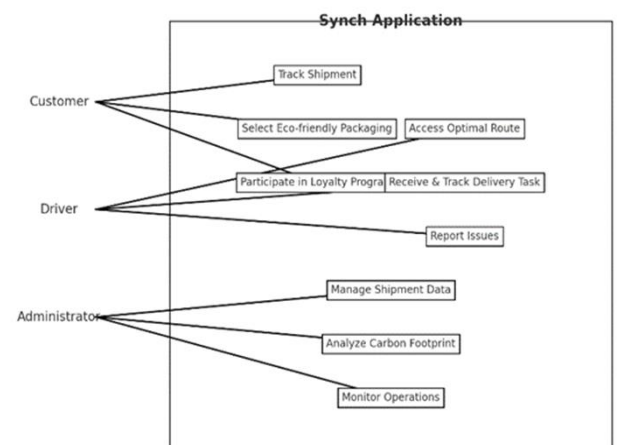 Synch Application
Track Shipment
Customer
Select Eco-friendly Packaging
Access Optimal Route
Participate in Loyalty Progra
Receive & Track Delivery Task
Driver
Report Issues
Manage Shipment Data
Administrator
Analyze Carbon Footprint
Monitor Operations